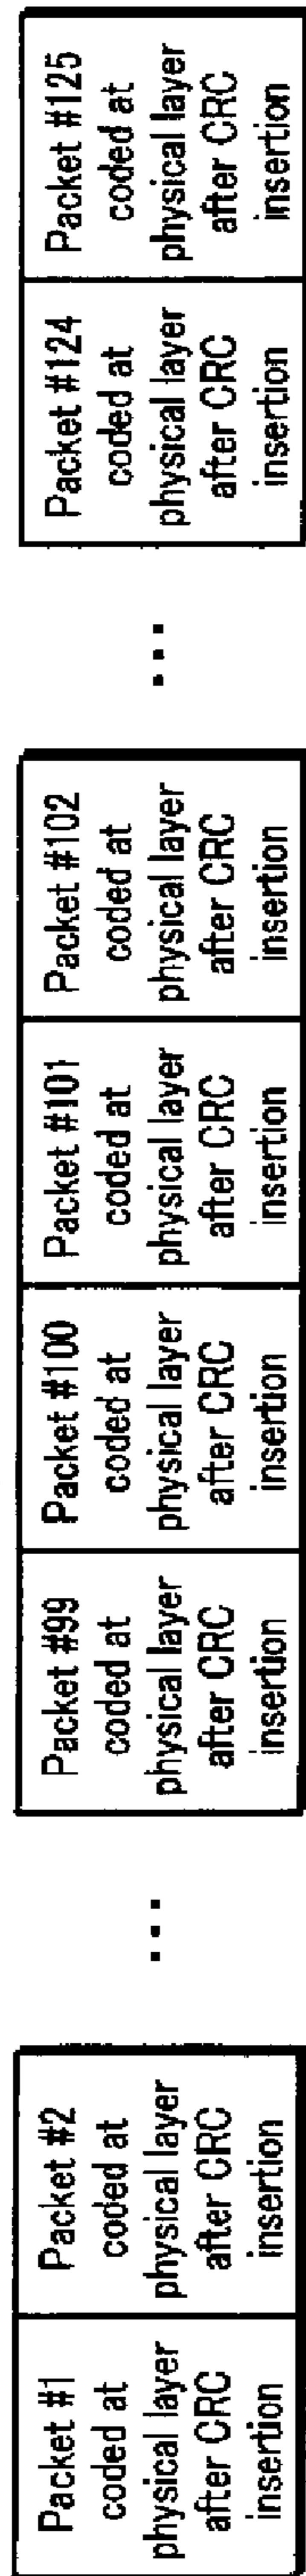 Packet #1
coded at
physical layer
after CRC
insertion
Packet #2
coded at
physical layer
after CRC
insertion
...
Packet #99
coded at
physical layer
after CRC
insertion
Packet #100
coded at
physical layer
after CRC
insertion
Packet #101
coded at
physical layer
after CRC
insertion
Packet #102
coded at
physical layer
after CRC
insertion
...
Packet #124
coded at
physical layer
after CRC
insertion
Packet #125
coded at
physical layer
after CRC
insertion